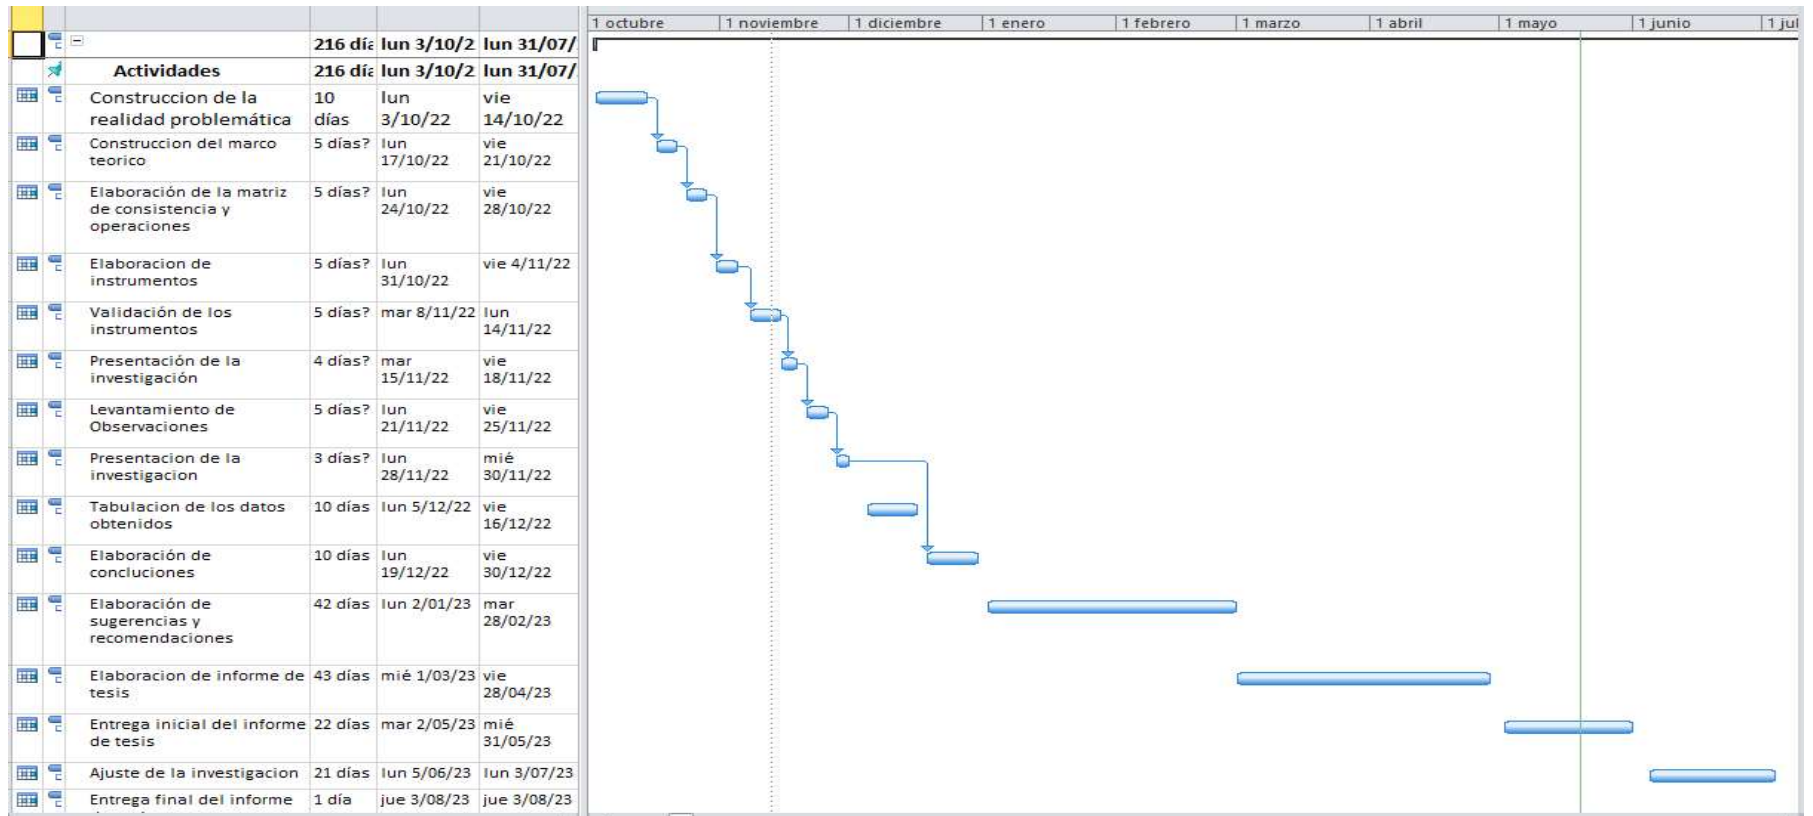 1 octubre 1 noviembre 1 diciembre 1 enero 1 febrero 1 marzo 1 abril 1 mayo 1 junio 1 jul
216 día lun 3/10/2 lun 31/07/
Actividades 216 día lun 3/10/2 lun 31/07/
Construccion de la 10 lun vie
realidad problemática días 3/10/22 14/10/22
Construccion del marco 5 días? lun vie
teorico 17/10/22 21/10/22
Elaboración de la matriz 5 días? lun vie
de consistencia y 24/10/22 28/10/22
operaciones
Elaboracion de 5 días? lun vie 4/11/22
instrumentos 31/10/22
Validación de los 5 días? mar 8/11/22 lun
instrumentos 14/11/22
Presentación de la 4 días? mar vie
investigación 15/11/22 18/11/22
Levantamiento de 5 días? lun vie
Observaciones 21/11/22 25/11/22
Presentacion de la 3 días? lun mié
investigacion 28/11/22 30/11/22
Tabulacion de los datos 10 días lun 5/12/22 vie
obtenidos 16/12/22
Elaboración de 10 días lun vie
concluciones 19/12/22 30/12/22
Elaboración de 42 días lun 2/01/23 mar
sugerencias y 28/02/23
recomendaciones
Elaboracion de informe de 43 días mié 1/03/23 vie
tesis 28/04/23
Entrega inicial del informe 22 días mar 2/05/23 mié
de tesis 31/05/23
Ajuste de la investigacion 21 días lun 5/06/23 lun 3/07/23
Entrega final del informe 1 día jue 3/08/23 jue 3/08/23